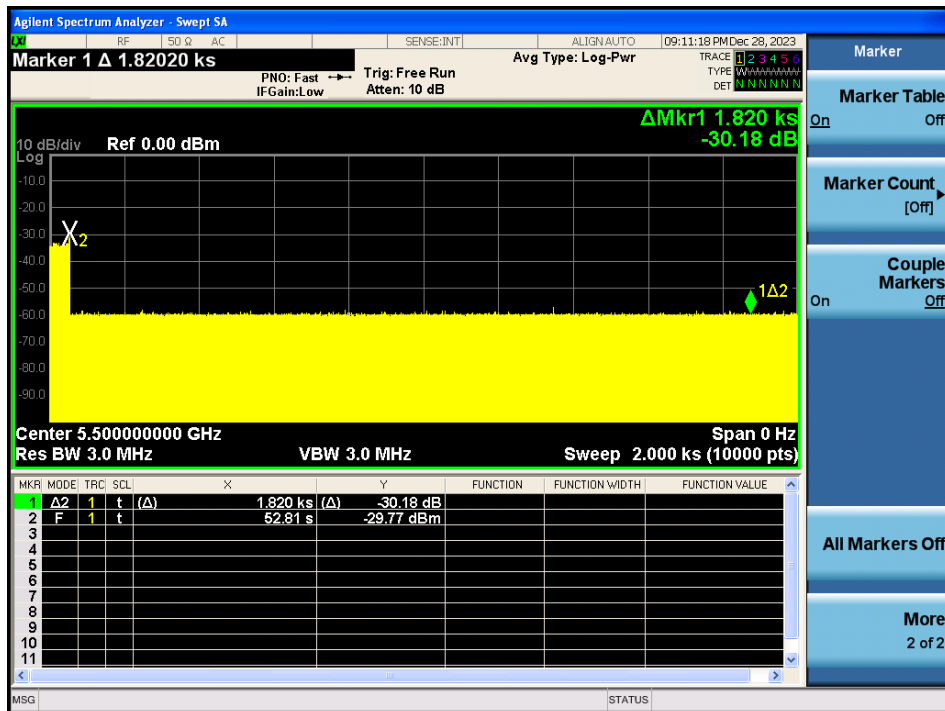 Agilent Spectrum Analyzer - Swept SA
LXI RF 50 Ω AC SENSE:INT ALIGNAUTO 09:11:18 PM Dec 28, 2023
Marker 1 Δ 1.82020 ks
PNO: Fast
IFGain:Low
Trig: Free Run
Atten: 10 dB
Avg Type: Log-Pwr
TRACE 1 2 3 4 5 6
TYPE W
DET N N N N N N
ΔMkr1 1.820 ks
-30.18 dB
10 dB/div Ref 0.00 dBm
Log
-10.0
-20.0
-30.0
-40.0
-50.0
-60.0
-70.0
-80.0
-90.0
2
1Δ2
Center 5.500000000 GHz Span 0 Hz
Res BW 3.0 MHz VBW 3.0 MHz Sweep 2.000 ks (10000 pts)
MKR MODE TRC SCL X Y FUNCTION FUNCTION WIDTH FUNCTION VALUE
1 Δ2 1 t (Δ) 1.820 ks (Δ) -30.18 dB
2 F 1 t 52.81 s -29.77 dBm
3
4
5
6
7
8
9
10
11
MSG STATUS
Marker
Marker Table
On Off
Marker Count
[Off]
Couple
Markers
On Off
All Markers Off
More
2 of 2